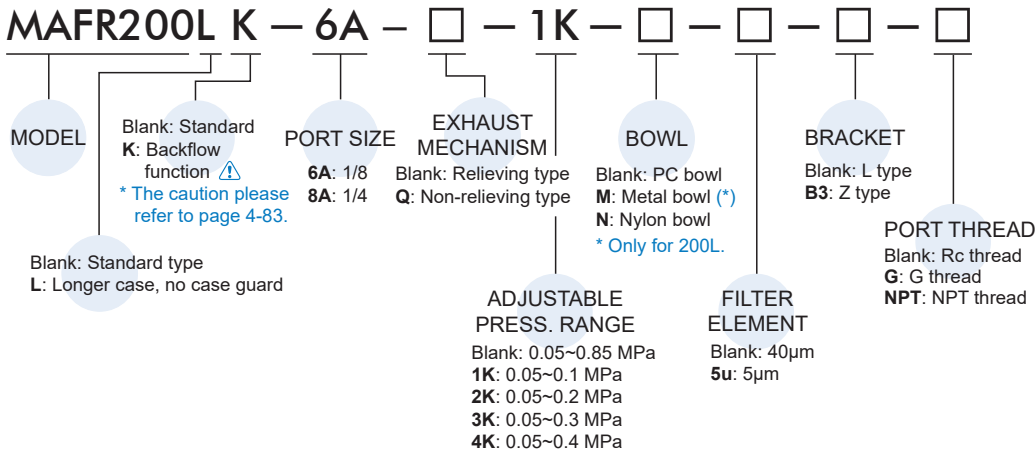 MAFR200L K – 6A – □ – 1K – □ – □ – □ – □
MODEL
Blank: Standard type
L: Longer case, no case guard
Blank: Standard
K: Backflow
function
* The caution please
refer to page 4-83.
PORT SIZE
6A: 1/8
8A: 1/4
EXHAUST
MECHANISM
Blank: Relieving type
Q: Non-relieving type
ADJUSTABLE
PRESS. RANGE
Blank: 0.05~0.85 MPa
1K: 0.05~0.1 MPa
2K: 0.05~0.2 MPa
3K: 0.05~0.3 MPa
4K: 0.05~0.4 MPa
BOWL
Blank: PC bowl
M: Metal bowl (*)
N: Nylon bowl
* Only for 200L.
FILTER
ELEMENT
Blank: 40μm
5u: 5μm
BRACKET
Blank: L type
B3: Z type
PORT THREAD
Blank: Rc thread
G: G thread
NPT: NPT thread